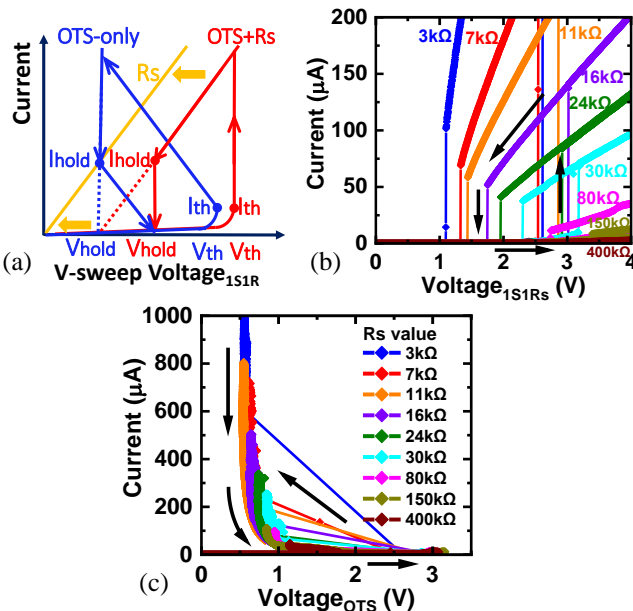 OTS-only
OTS+Rs
Rs
Current
Ihold
Ihold
Ith
Ith
Vhold
Vhold
Vth
Vth
V-sweep Voltage1S1R
(a)
200
150
100
50
0
Current (μA)
3kΩ
7kΩ
11kΩ
16kΩ
24kΩ
30kΩ
80kΩ
150kΩ
400kΩ
0 1 2 3 4
Voltage1S1Rs (V)
(b)
1000
800
600
400
200
0
Current (μA)
Rs value
3kΩ
7kΩ
11kΩ
16kΩ
24kΩ
30kΩ
80kΩ
150kΩ
400kΩ
0 1 2 3
VoltageOTS (V)
(c)